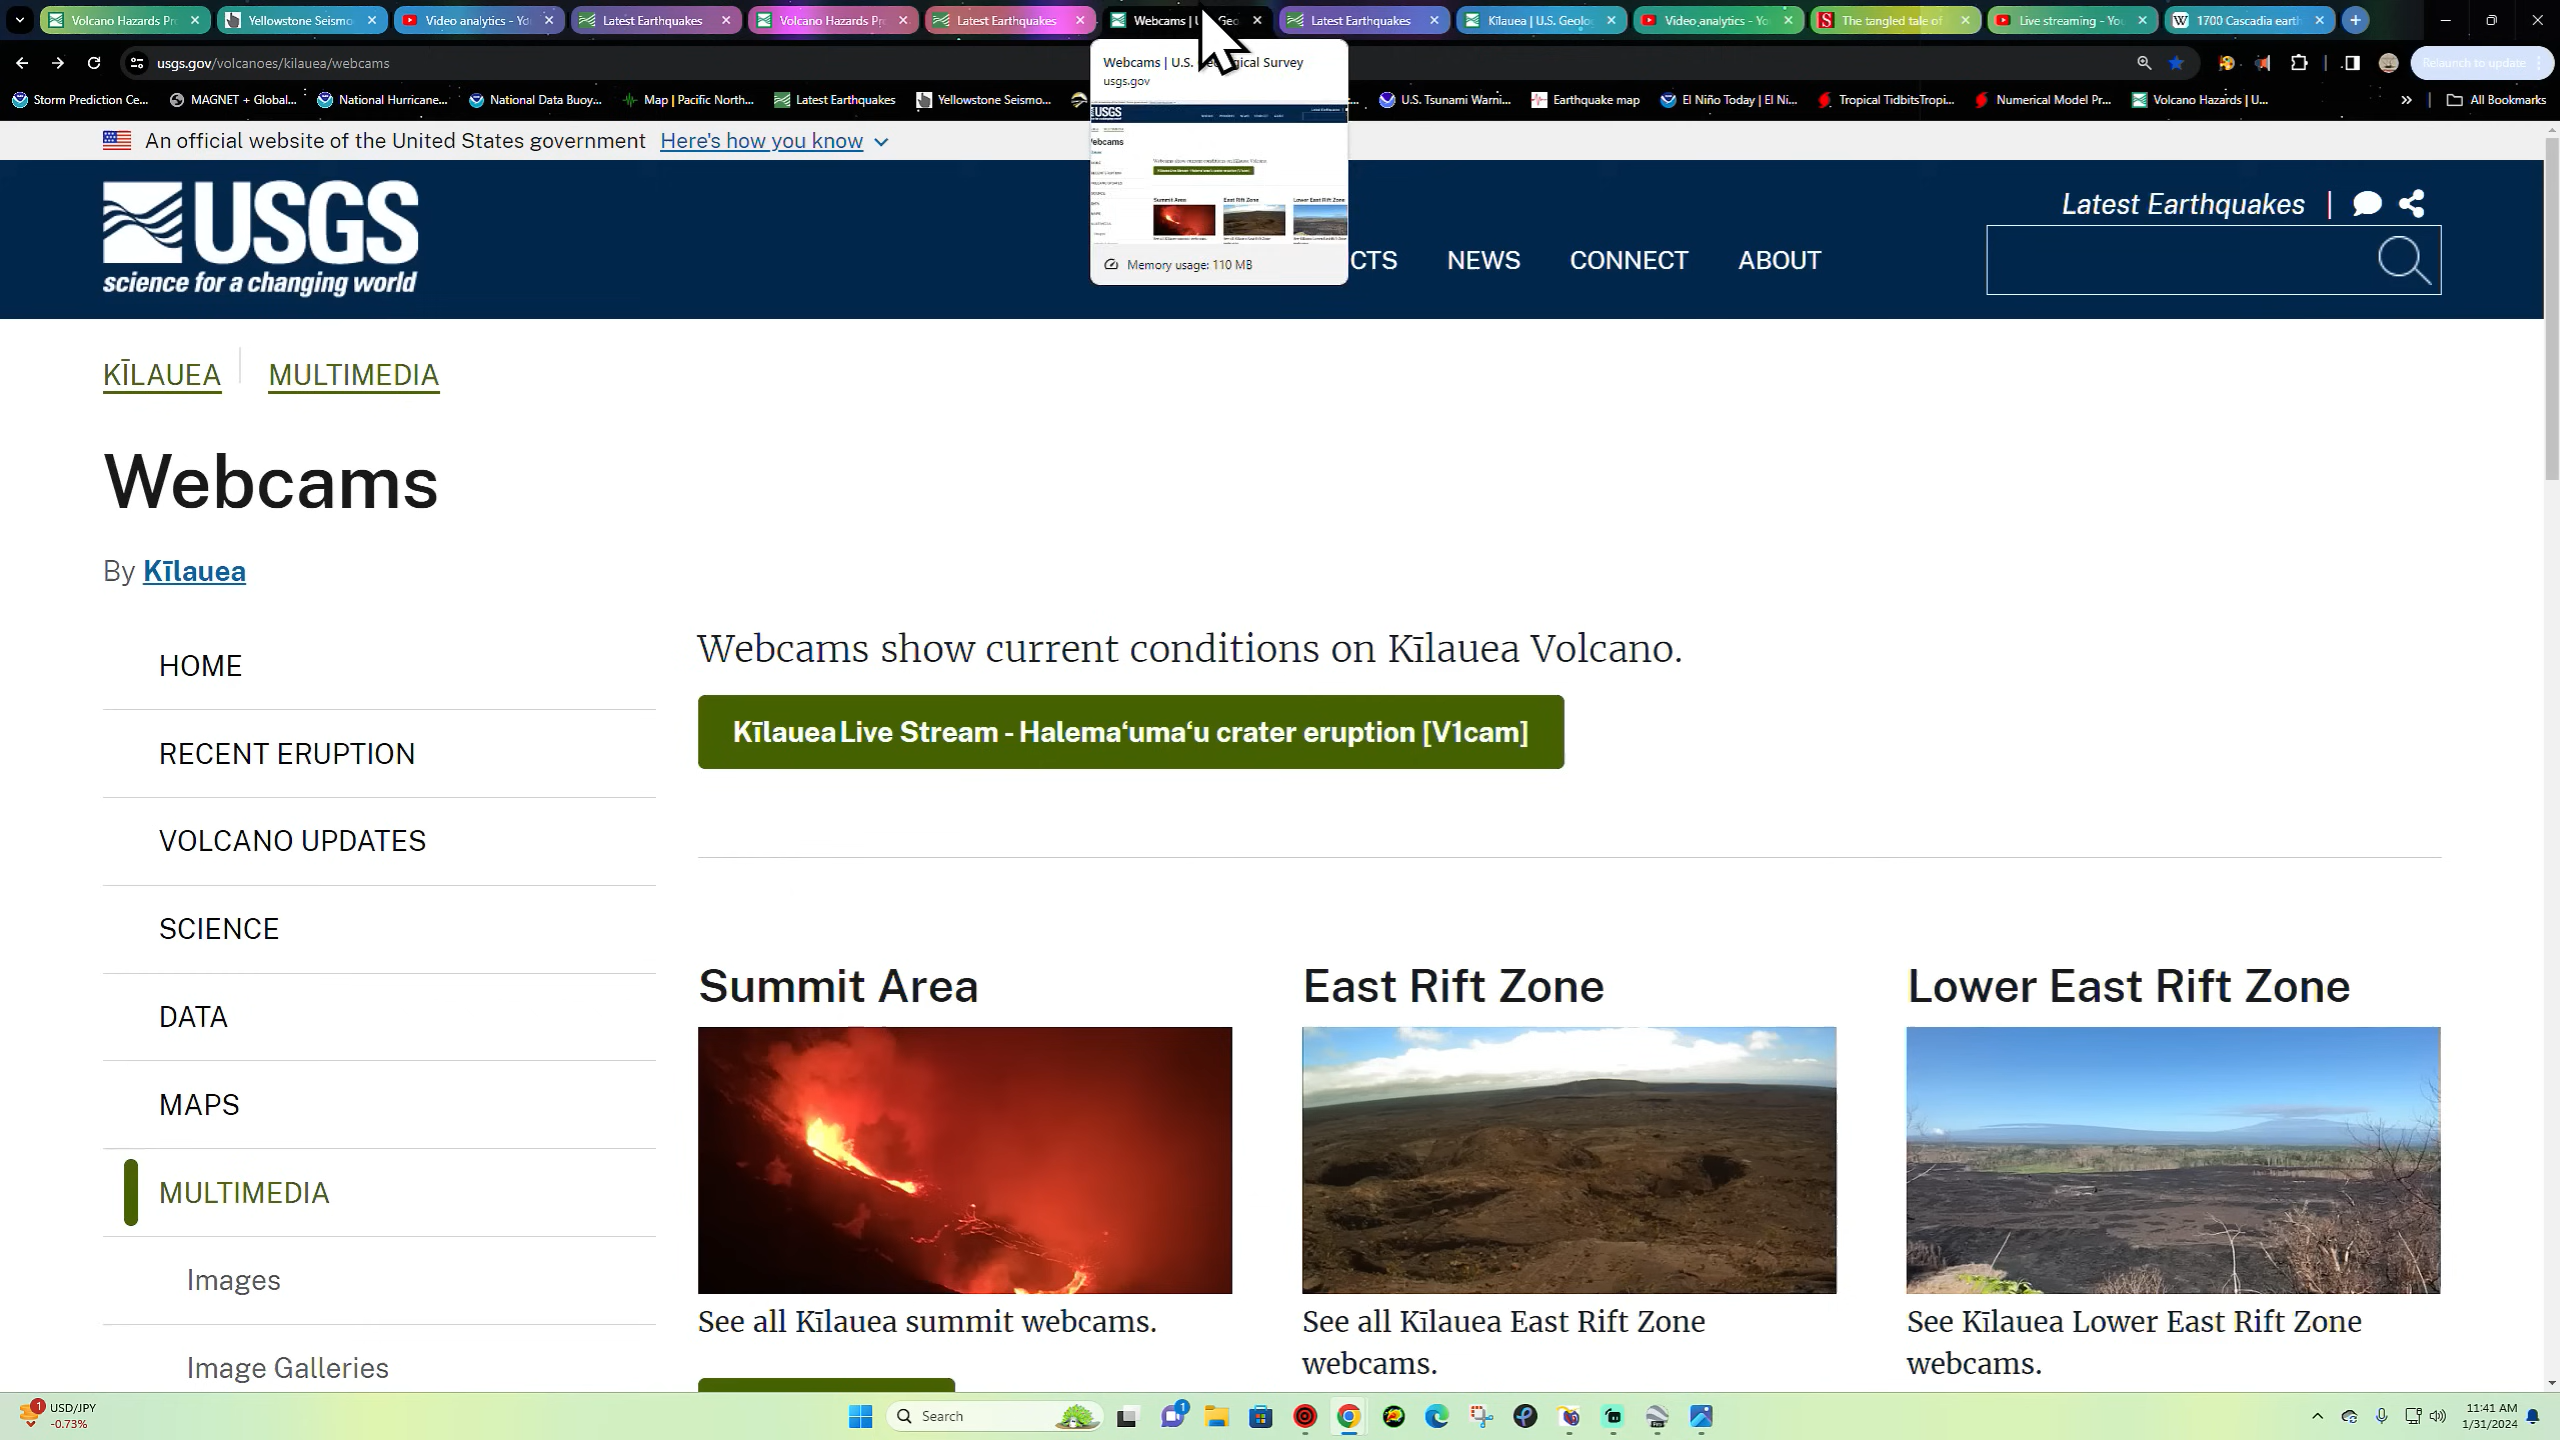 Volcano Hazards Pro
Yellowstone Seismo
Video analytics - Yo
Latest Earthquakes
Volcano Hazards Pr
Latest Earthquakes
Webcams | U.S. Geo
Latest Earthquakes
Kīlauea | U.S. Geolo
Video analytics - Yo
The tangled tale of
Live streaming - You
1700 Cascadia earth
usgs.gov/volcanoes/kilauea/webcams
Relaunch to update
Webcams | U.S. Geological Survey
usgs.gov
Storm Prediction Ce...
MAGNET + Global...
National Hurricane...
National Data Buoy...
Map | Pacific North...
Latest Earthquakes
Yellowstone Seismo...
U.S. Tsunami Warni...
Earthquake map
El Niño Today | El Ni...
Tropical TidbitsTropi...
Numerical Model Pr...
Volcano Hazards | U...
All Bookmarks
An official website of the United States government Here's how you know
USGS
science for a changing world
Memory usage: 110 MB
CTS
NEWS
CONNECT
ABOUT
Latest Earthquakes
KĪLAUEA
MULTIMEDIA
Webcams
By Kīlauea
HOME
RECENT ERUPTION
VOLCANO UPDATES
SCIENCE
DATA
MAPS
MULTIMEDIA
Images
Image Galleries
Webcams show current conditions on Kīlauea Volcano.
Kīlauea Live Stream - Halemaʻumaʻu crater eruption [V1cam]
Summit Area
See all Kīlauea summit webcams.
East Rift Zone
See all Kīlauea East Rift Zone
webcams.
Lower East Rift Zone
See Kīlauea Lower East Rift Zone
webcams.
1
USD/JPY
-0.73%
Search
1
11:41 AM
1/31/2024